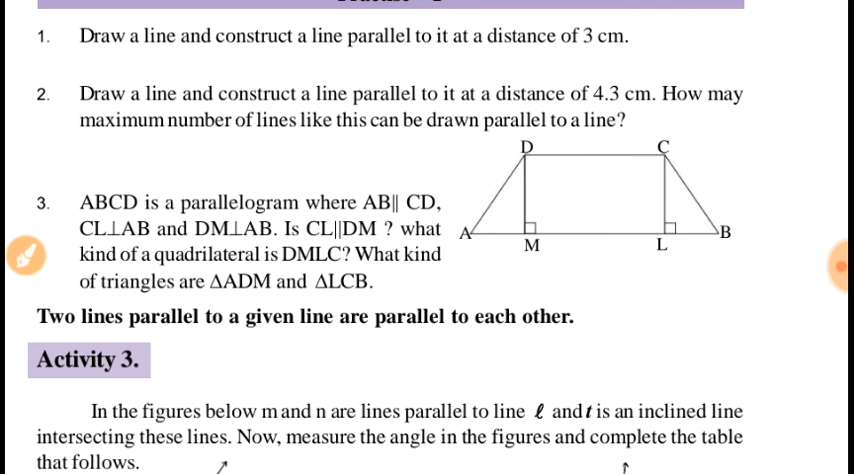 1. Draw a line and construct a line parallel to it at a distance of 3 cm.
2. Draw a line and construct a line parallel to it at a distance of 4.3 cm. How may
maximum number of lines like this can be drawn parallel to a line?
D C
3. ABCD is a parallelogram where AB|| CD,
CL⊥AB and DM⊥AB. Is CL||DM ? what
A B
kind of a quadrilateral is DMLC? What kind
M L
of triangles are ΔADM and ΔLCB.
Two lines parallel to a given line are parallel to each other.
Activity 3.
In the figures below m and n are lines parallel to line ℓ and t is an inclined line
intersecting these lines. Now, measure the angle in the figures and complete the table
that follows.